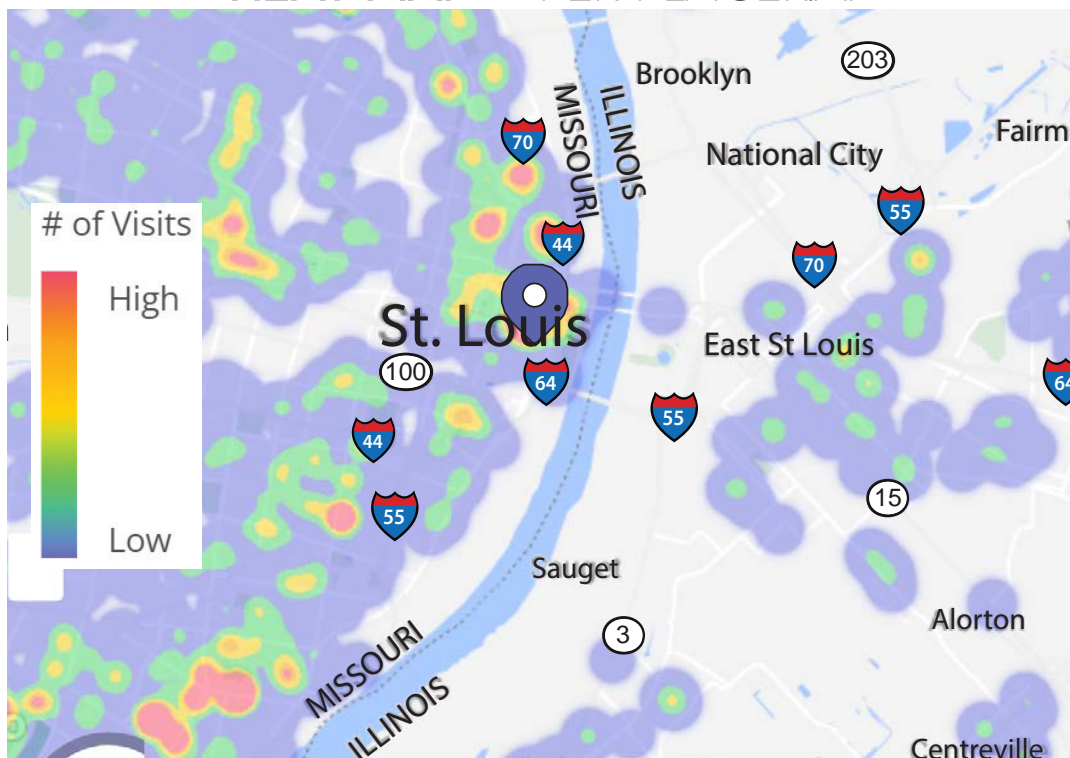 203
Brooklyn
MISSOURI
ILLINOIS
70
Fairm
National City
55
# of Visits
44
70
High
St. Louis
East St Louis
100
64
64
55
44
15
55
Low
Sauget
Alorton
3
MISSOURI
ILLINOIS
Centreville